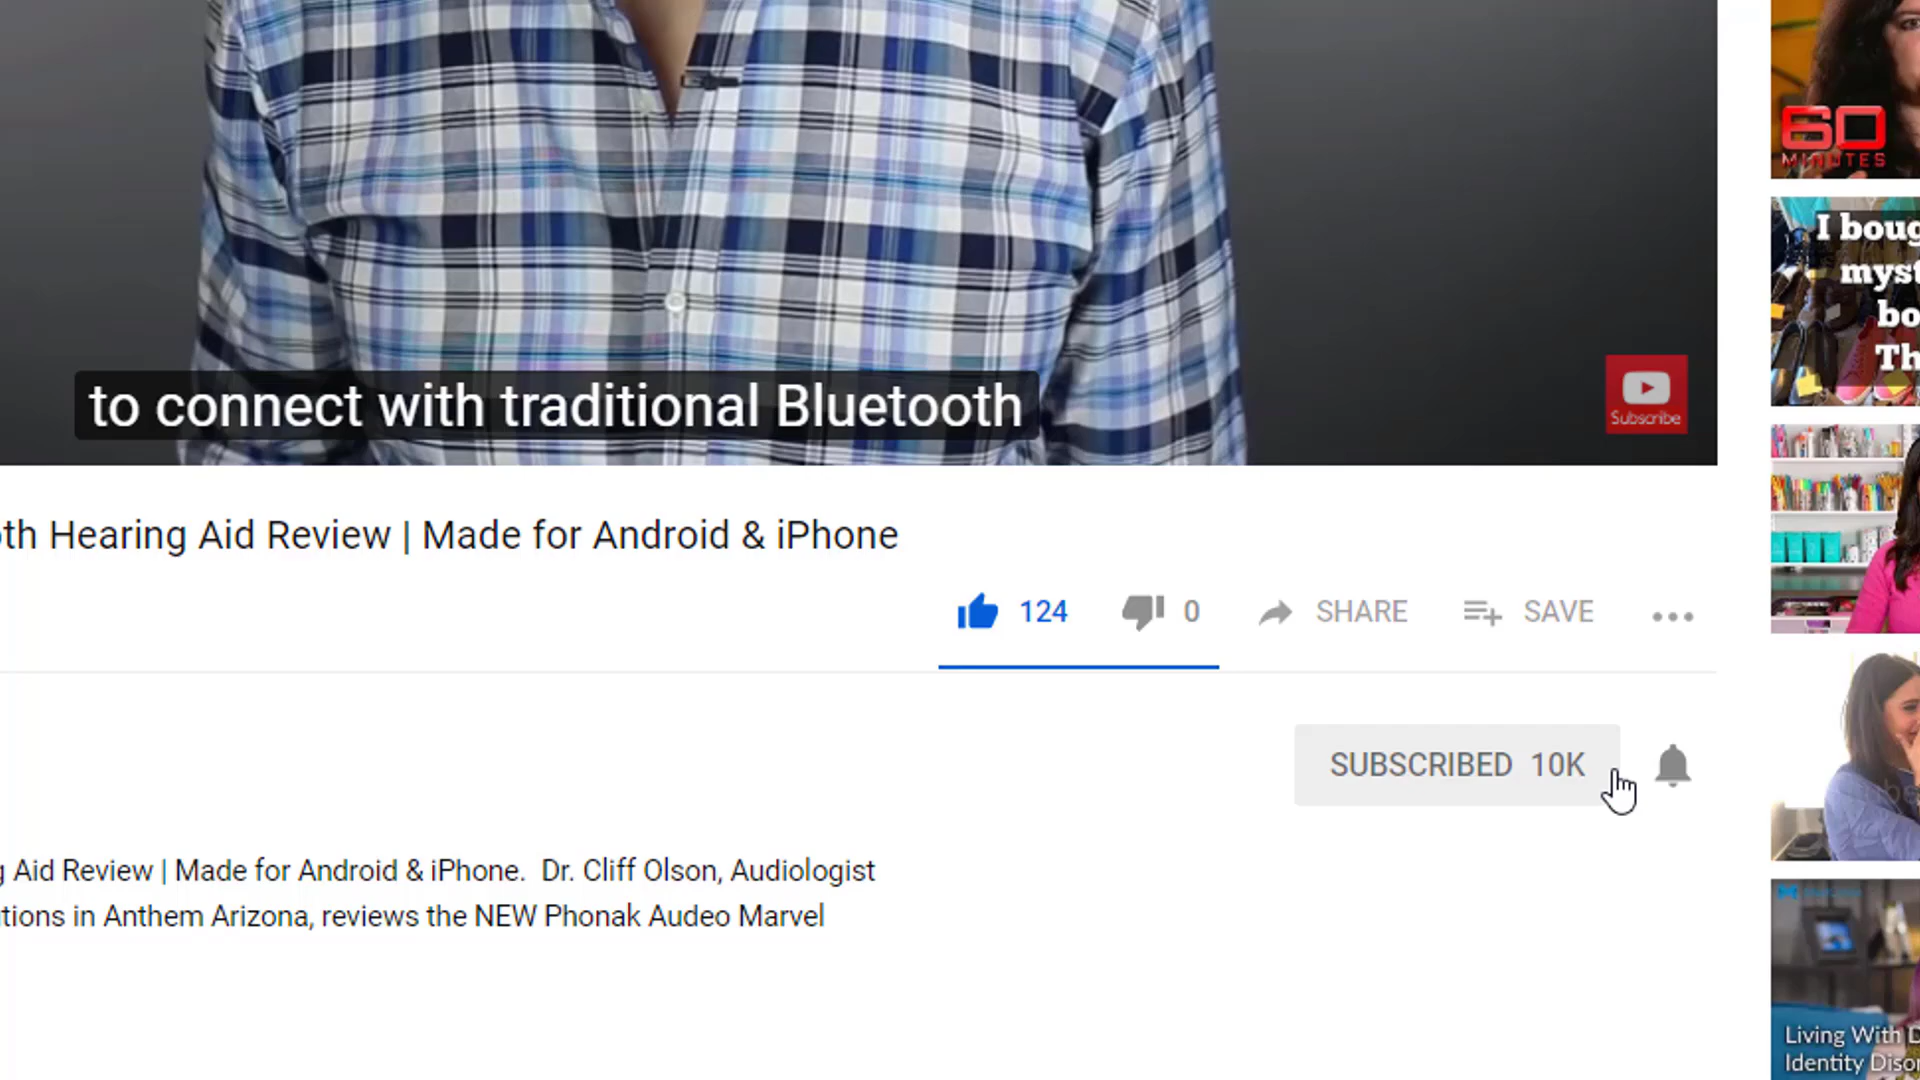 60
MINUTES
I boug
myst
bo
Th
to connect with traditional Bluetooth
Subscribe
oth Hearing Aid Review | Made for Android & iPhone
124
0
SHARE
SAVE
SUBSCRIBED 10K
g Aid Review | Made for Android & iPhone. Dr. Cliff Olson, Audiologist
tions in Anthem Arizona, reviews the NEW Phonak Audeo Marvel
Living With D
Identity Disor